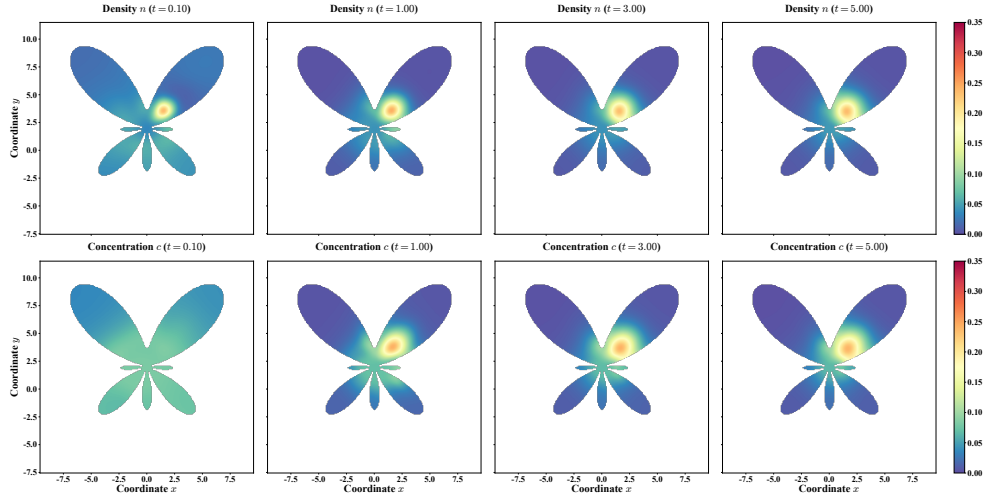 Density n (t = 0.10)
Density n (t = 1.00)
Density n (t = 3.00)
Density n (t = 5.00)
Coordinate y
10.0
7.5
5.0
2.5
0.0
-2.5
-5.0
-7.5
0.35
0.30
0.25
0.20
0.15
0.10
0.05
0.00
Concentration c (t = 0.10)
Concentration c (t = 1.00)
Concentration c (t = 3.00)
Concentration c (t = 5.00)
Coordinate y
10.0
7.5
5.0
2.5
0.0
-2.5
-5.0
-7.5
0.35
0.30
0.25
0.20
0.15
0.10
0.05
0.00
-7.5 -5.0 -2.5 0.0 2.5 5.0 7.5
-7.5 -5.0 -2.5 0.0 2.5 5.0 7.5
-7.5 -5.0 -2.5 0.0 2.5 5.0 7.5
-7.5 -5.0 -2.5 0.0 2.5 5.0 7.5
Coordinate x
Coordinate x
Coordinate x
Coordinate x